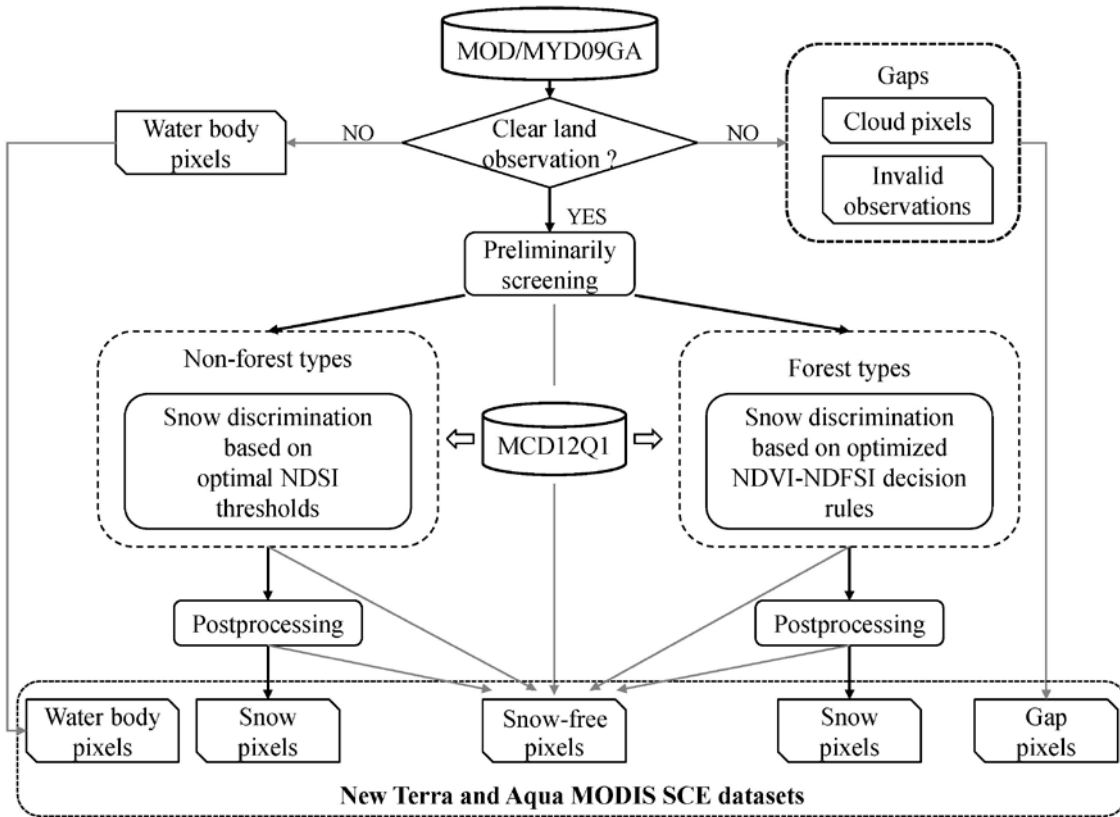 MOD/MYD09GA
Gaps
Water body
pixels
NO
Clear land
observation ?
NO
Cloud pixels
Invalid
observations
YES
Preliminarily
screening
Non-forest types
Snow discrimination
based on
optimal NDSI
thresholds
MCD12Q1
Forest types
Snow discrimination
based on optimized
NDVI-NDFSI decision
rules
Postprocessing
Postprocessing
Water body
pixels
Snow
pixels
Snow-free
pixels
Snow
pixels
Gap
pixels
New Terra and Aqua MODIS SCE datasets